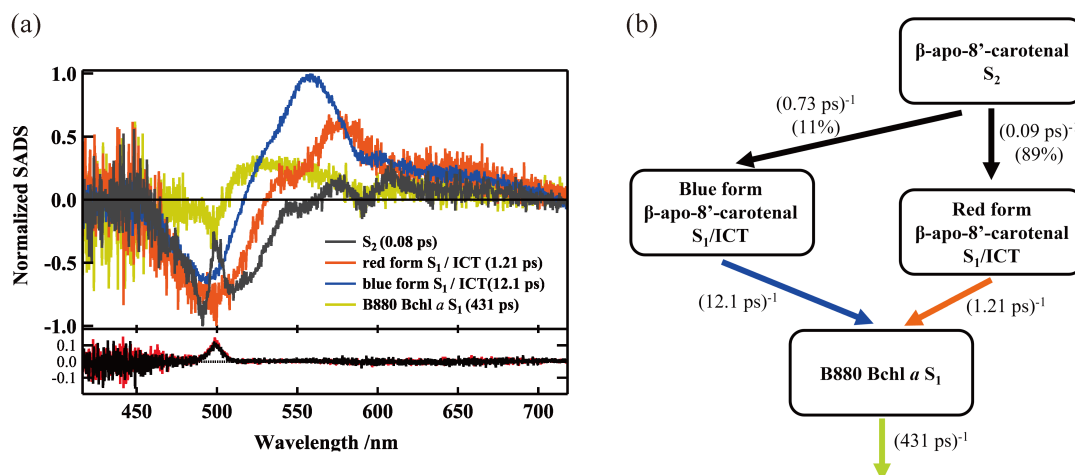 (a)
Normalized SADS
1.0
0.5
0.0
-0.5
-1.0
S₂ (0.08 ps)
red form S₁ / ICT (1.21 ps)
blue form S₁ / ICT(12.1 ps)
B880 Bchl a S₁ (431 ps)
0.1
0.0
-0.1
450 500 550 600 650 700
Wavelength /nm
(b)
β-apo-8’-carotenal
S₂
(0.73 ps)⁻¹
(11%)
(0.09 ps)⁻¹
(89%)
Blue form
β-apo-8’-carotenal
S₁/ICT
Red form
β-apo-8’-carotenal
S₁/ICT
(12.1 ps)⁻¹
(1.21 ps)⁻¹
B880 Bchl a S₁
(431 ps)⁻¹